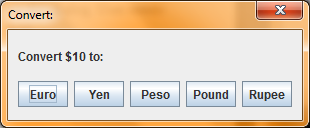 Convert:
Convert $10 to:
Euro Yen Peso Pound Rupee